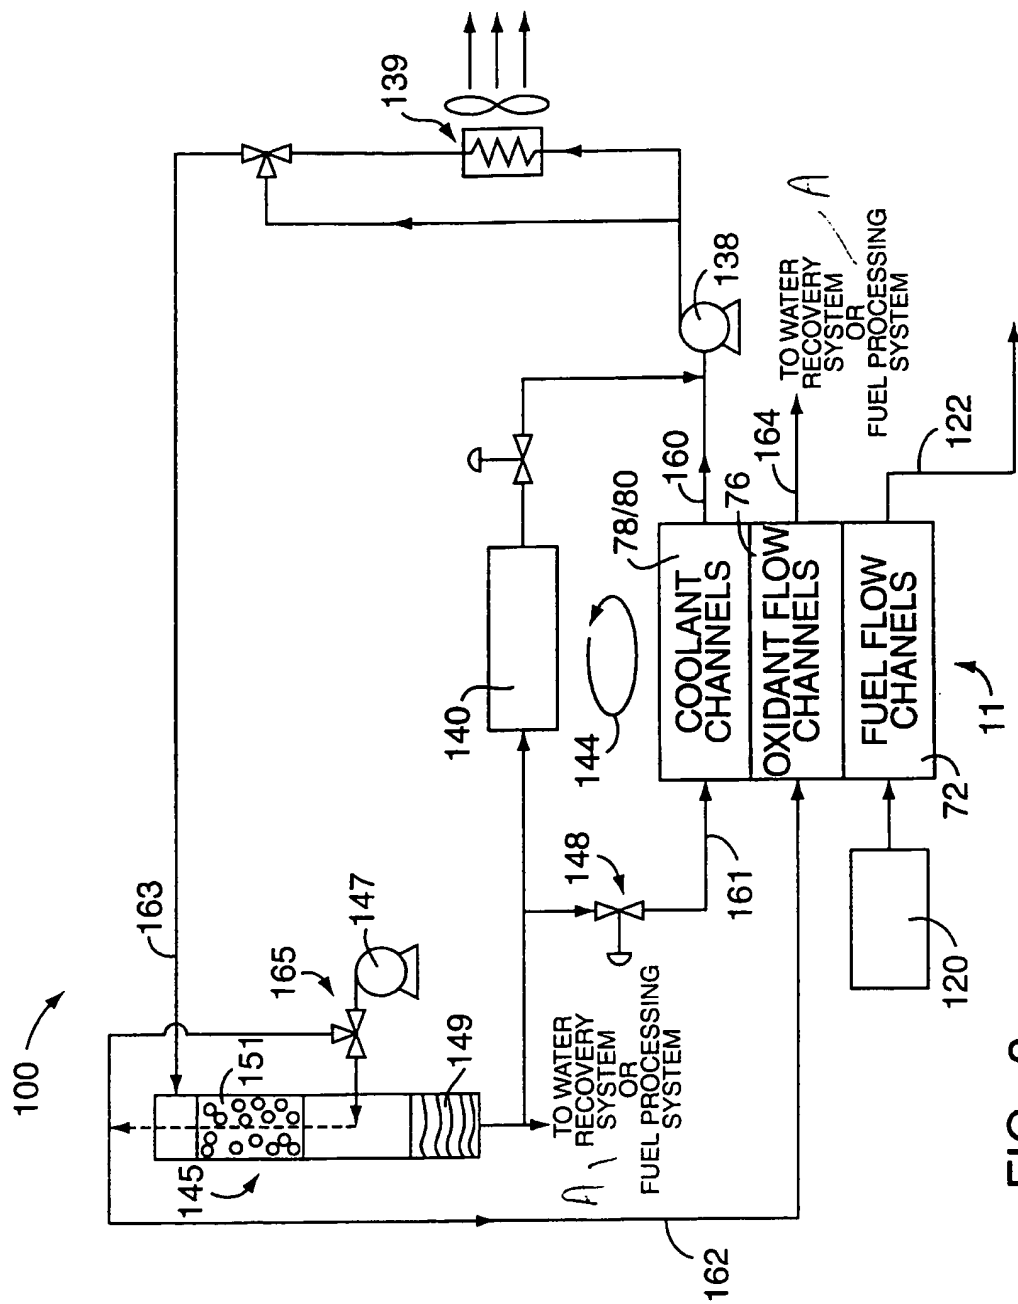 100
163
139
145
151
165
147
149
162
A
TO WATER
RECOVERY
SYSTEM
OR
FUEL PROCESSING
SYSTEM
148
161
140
144
78/80
160
138
COOLANT
CHANNELS
76
OXIDANT FLOW
CHANNELS
164
TO WATER
RECOVERY
SYSTEM
OR
FUEL PROCESSING
SYSTEM
A
FUEL FLOW
CHANNELS
72
11
122
120